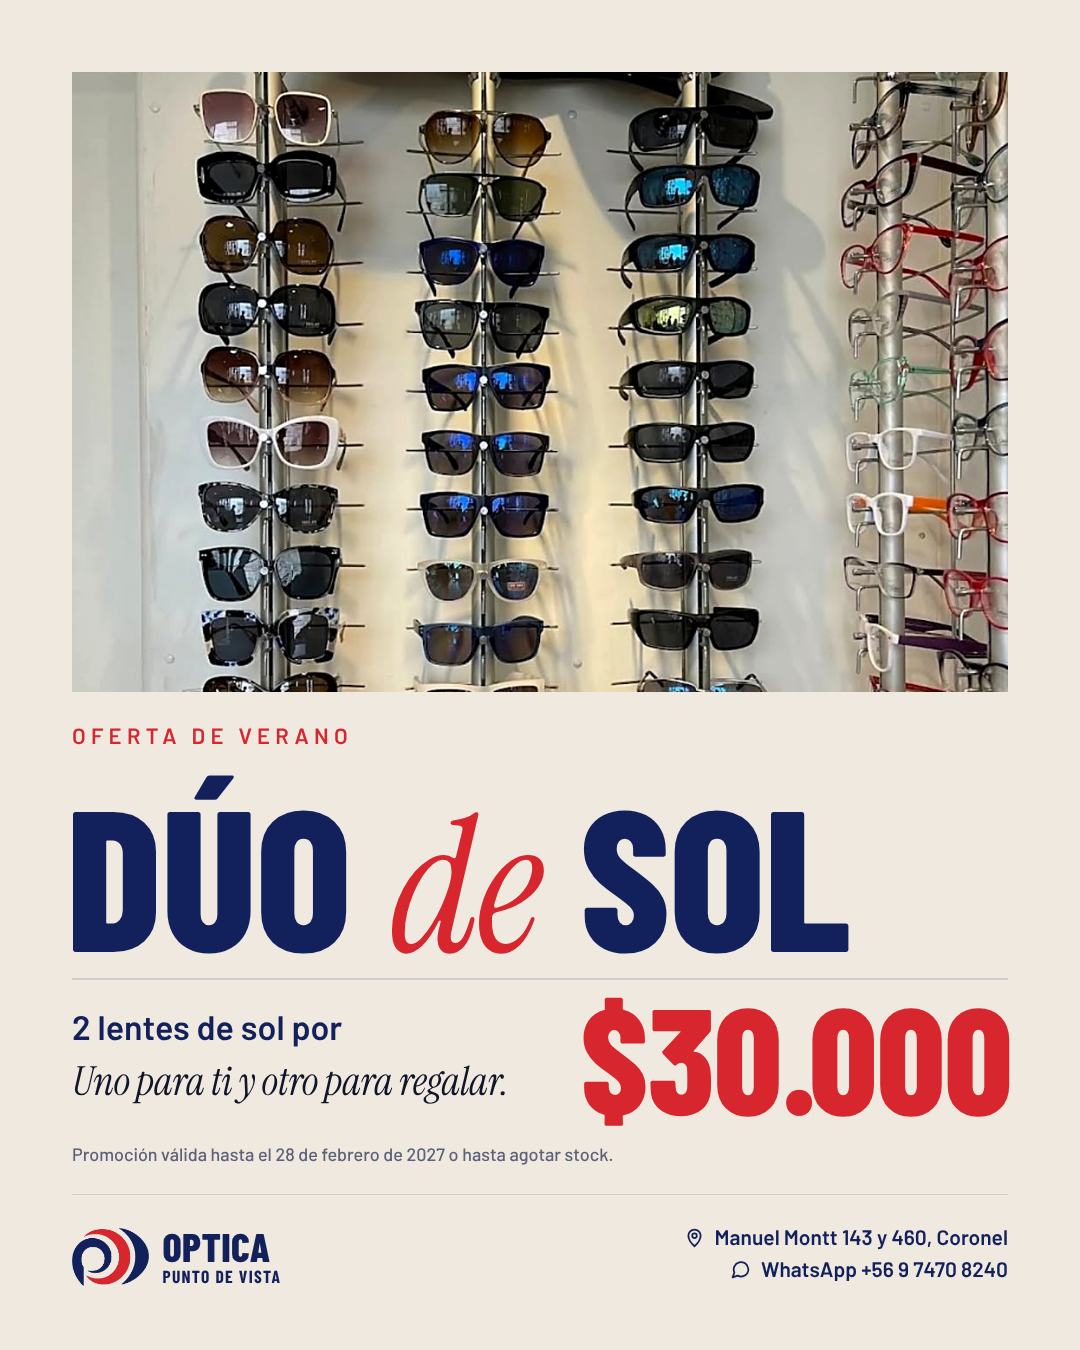 OFERTA DE VERANO
DÚO de SOL
2 lentes de sol por
Uno para ti y otro para regalar.
$30.000
Promoción válida hasta el 28 de febrero de 2027 o hasta agotar stock.
OPTICA
PUNTO DE VISTA
Manuel Montt 143 y 460, Coronel
WhatsApp +56 9 7470 8240